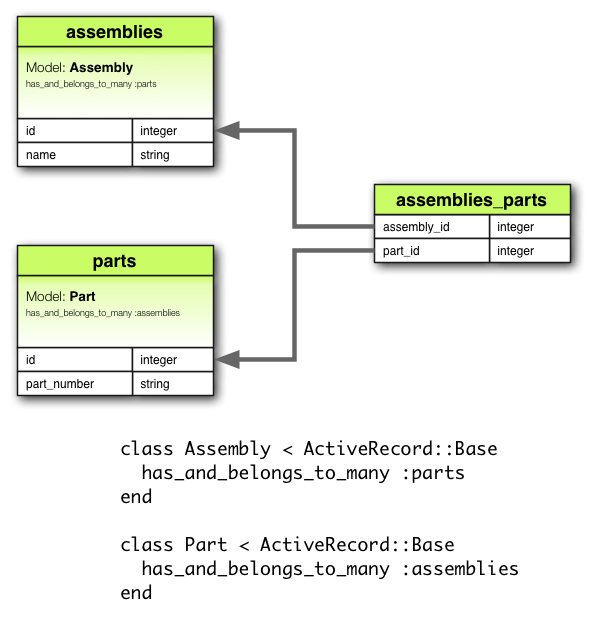 assemblies
Model: Assembly
has_and_belongs_to_many :parts
id integer
name string
assemblies_parts
assembly_id integer
part_id integer
parts
Model: Part
has_and_belongs_to_many :assemblies
id integer
part_number string
class Assembly < ActiveRecord::Base
  has_and_belongs_to_many :parts
end
class Part < ActiveRecord::Base
  has_and_belongs_to_many :assemblies
end